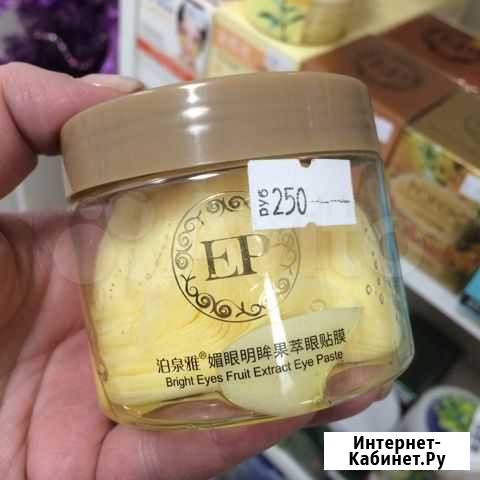 РУБ 250
EP
泊泉雅®媚眼明眸果萃眼贴膜
Bright Eyes Fruit Extract Eye Paste
Интернет-
Кабинет.Ру